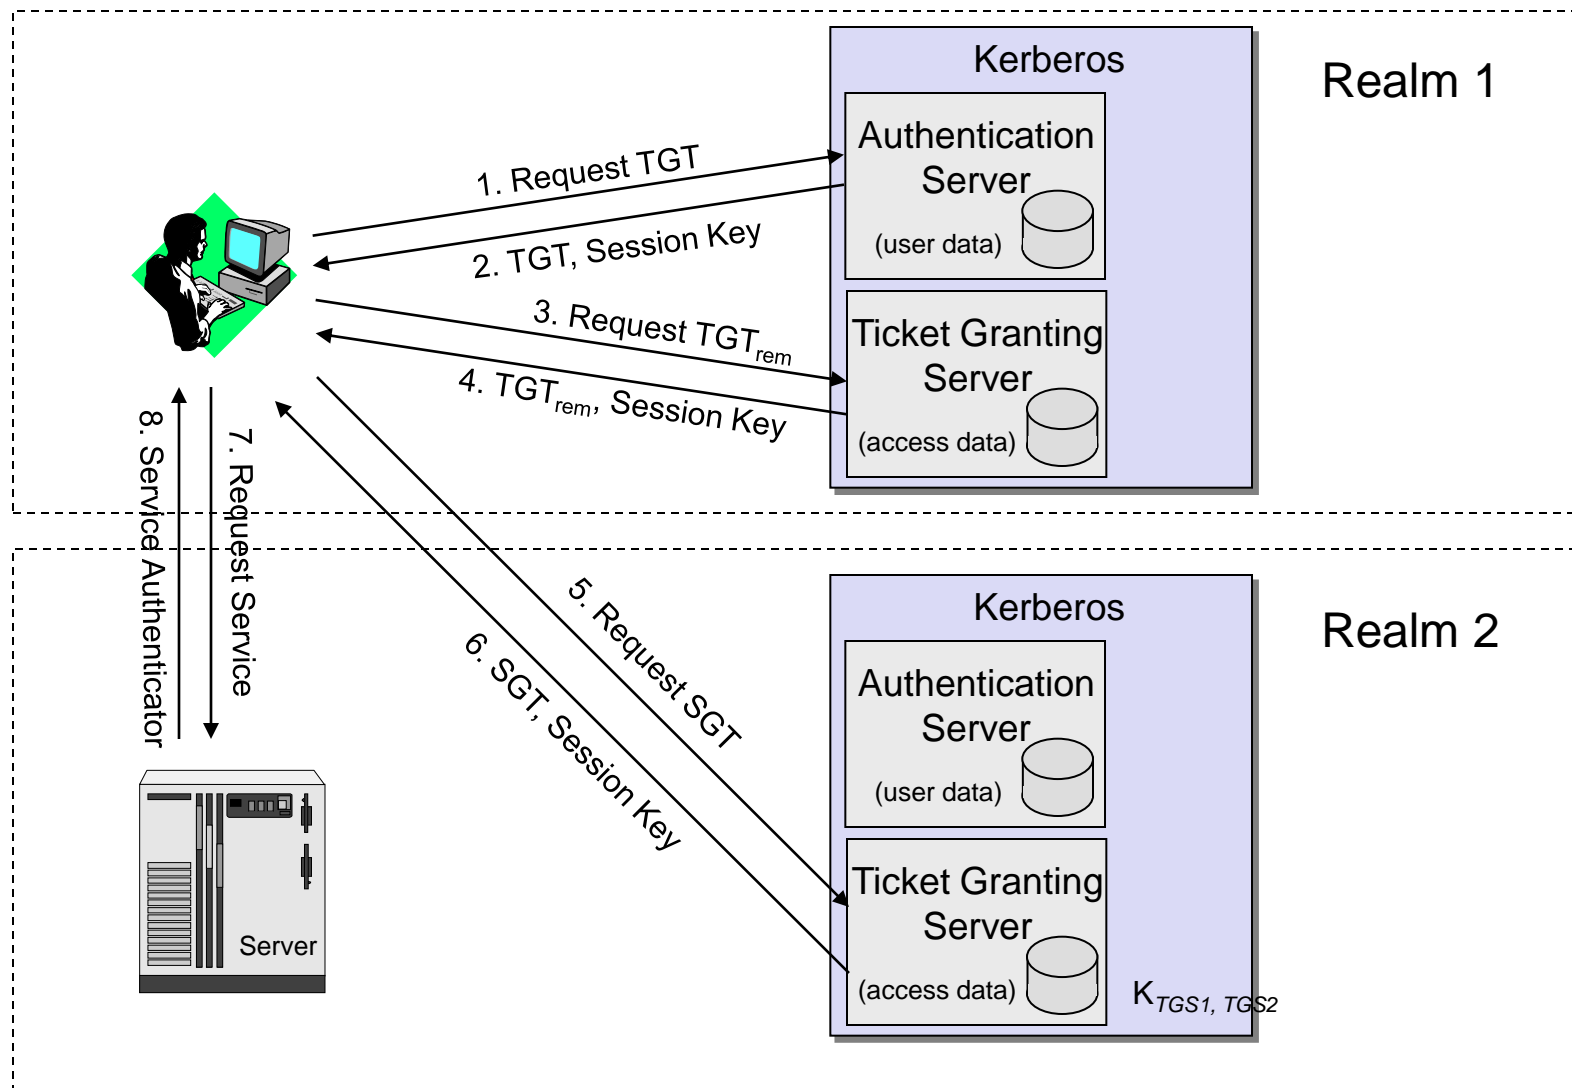 Kerberos
Realm 1
Authentication
Server
(user data)
1. Request TGT
2. TGT, Session Key
3. Request TGTrem
4. TGTrem, Session Key
Ticket Granting
Server
(access data)
8. Service Authenticator
7. Request Service
5. Request SGT
6. SGT, Session Key
Kerberos
Realm 2
Authentication
Server
(user data)
Ticket Granting
Server
(access data)
KTGS1, TGS2
Server